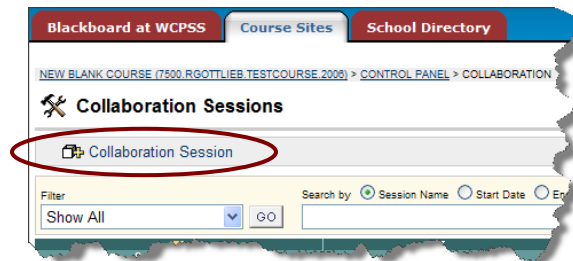 Blackboard at WCPSS Course Sites School Directory
NEW BLANK COURSE (7500.RGOTTLIEB.TESTCOURSE.2006) > CONTROL PANEL > COLLABORATION
Collaboration Sessions
Collaboration Session
Filter Search by Session Name Start Date
Show All GO